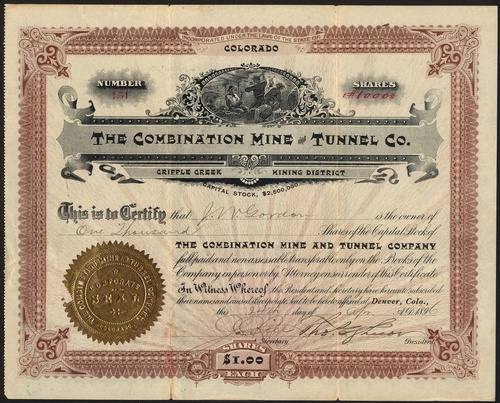 INCORPORATED UNDER THE LAWS OF THE STATE OF
COLORADO
NUMBER
SHARES
THE COMBINATION MINE AND TUNNEL CO.
CRIPPLE CREEK MINING DISTRICT
CAPITAL STOCK, $2,500,000
This is to Certify that J. W. Gordon is the owner of
One Thousand Shares of the Capital Stock of
THE COMBINATION MINE AND TUNNEL COMPANY
full paid and non assessable transferable only on the Books of the
Company in person or by Attorney on surrender of this Certificate
In Witness Whereof the President and Secretary have hereunto subscribed
their names and caused the corporate Seal to be hereto affixed at Denver, Colo.,
this day of A.D. 1896
Secretary President
CORPORATE
SEAL
SHARES
$1.00
EACH